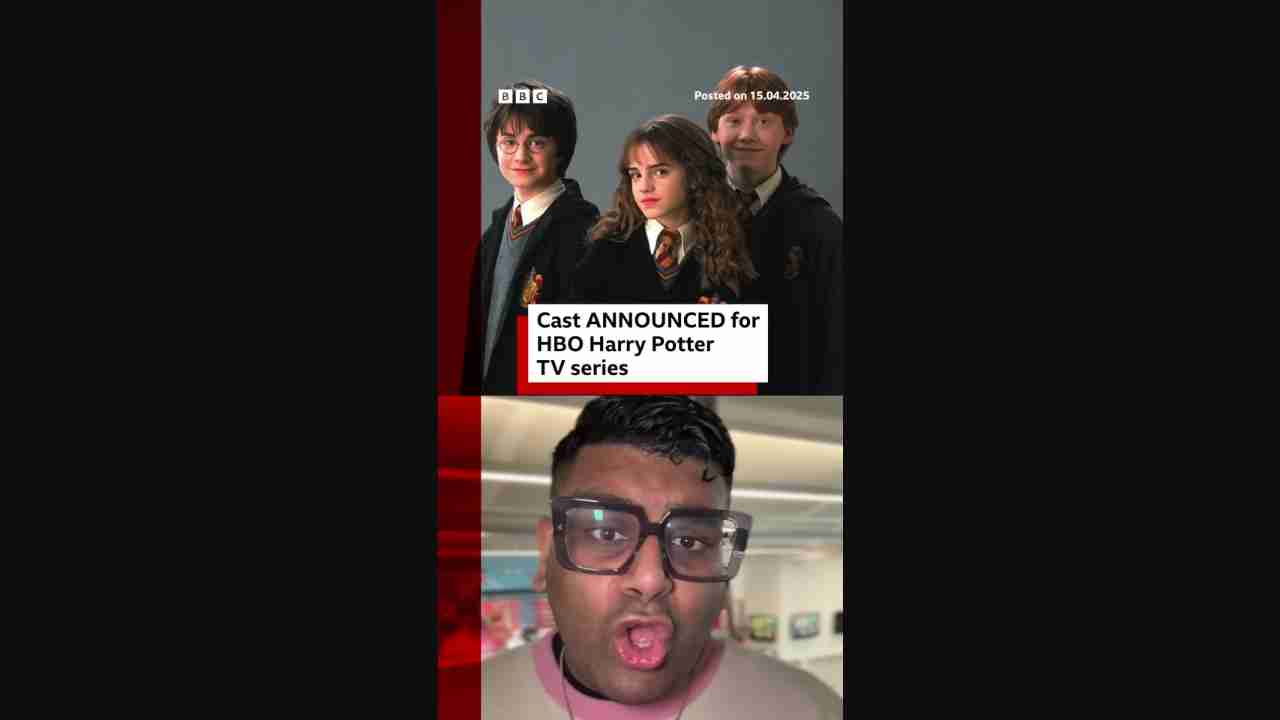 BBC
Posted on 15.04.2025
Cast ANNOUNCED for
HBO Harry Potter
TV series